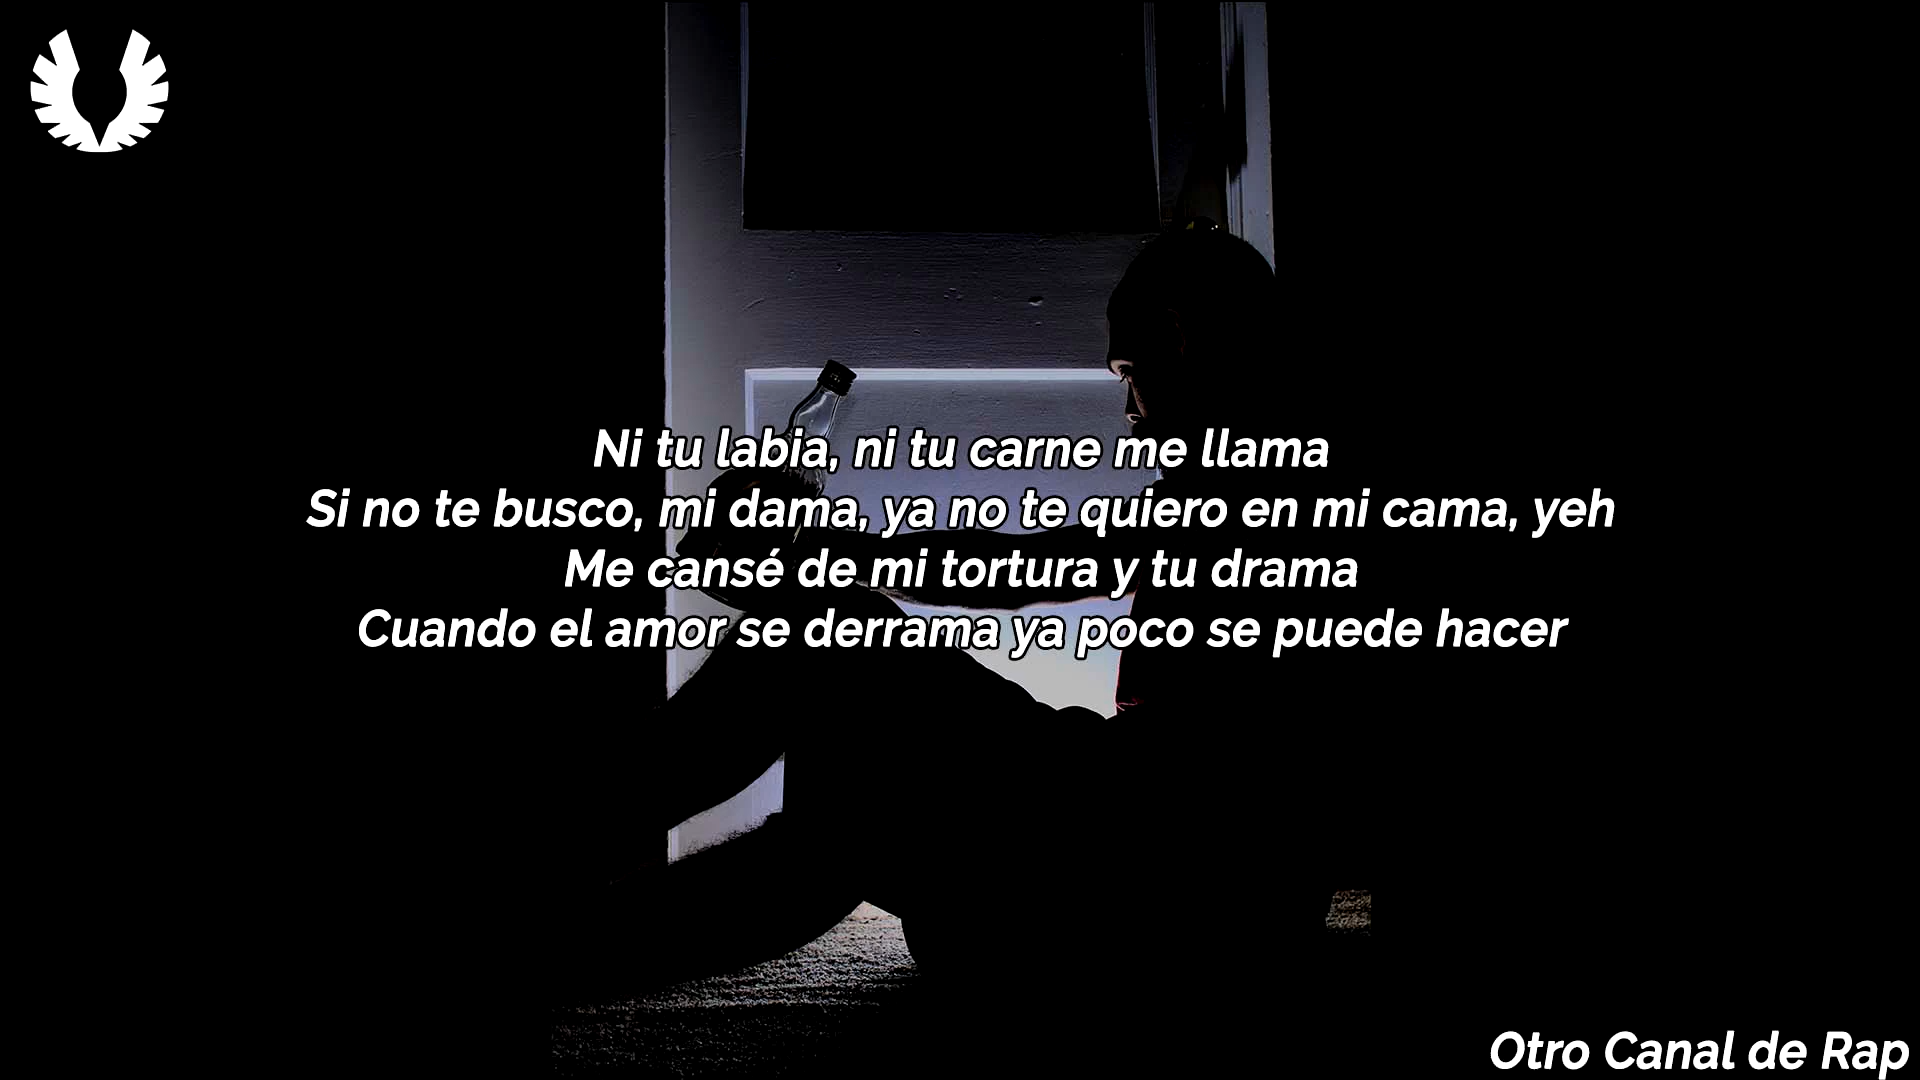 Ni tu labia, ni tu carne me llama
Si no te busco, mi dama, ya no te quiero en mi cama, yeh
Me cansé de mi tortura y tu drama
Cuando el amor se derrama ya poco se puede hacer
Otro Canal de Rap